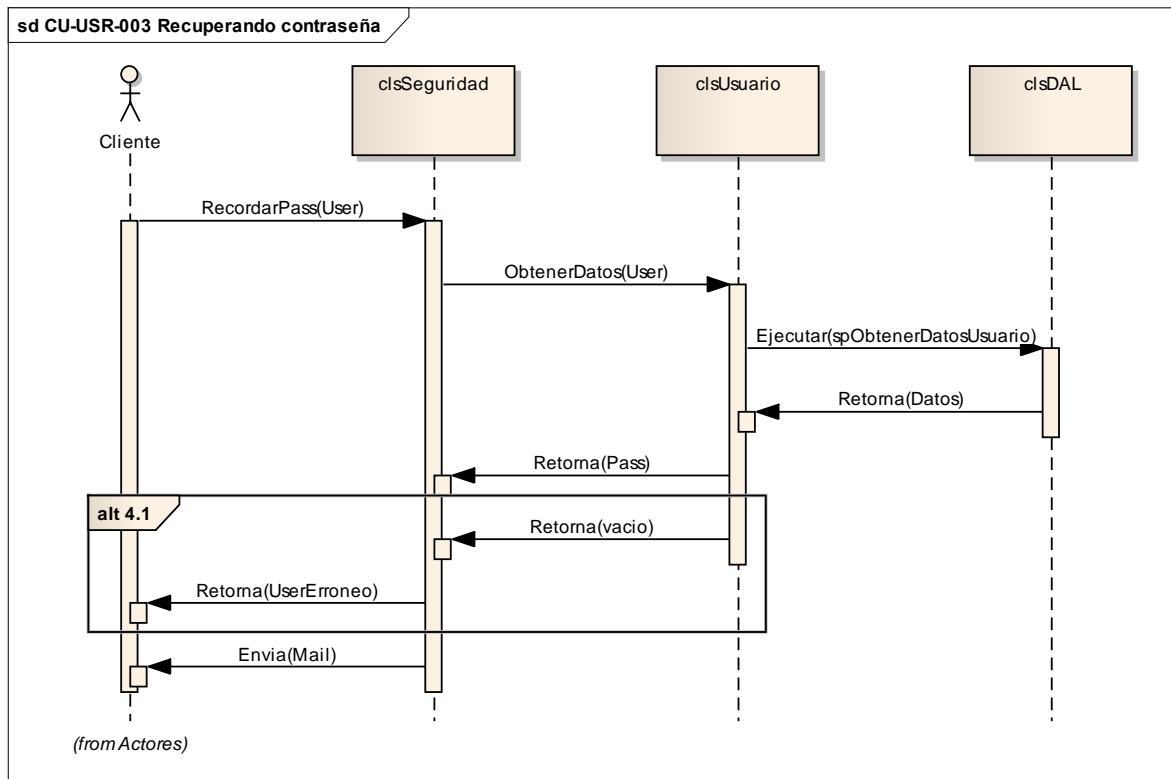 sd CU-USR-003 Recuperando contraseña
Cliente
clsSeguridad
clsUsuario
clsDAL
RecordarPass(User)
ObtenerDatos(User)
Ejecutar(spObtenerDatosUsuario)
Retorna(Datos)
Retorna(Pass)
alt 4.1
Retorna(vacio)
Retorna(UserErroneo)
Envia(Mail)
(from Actores)